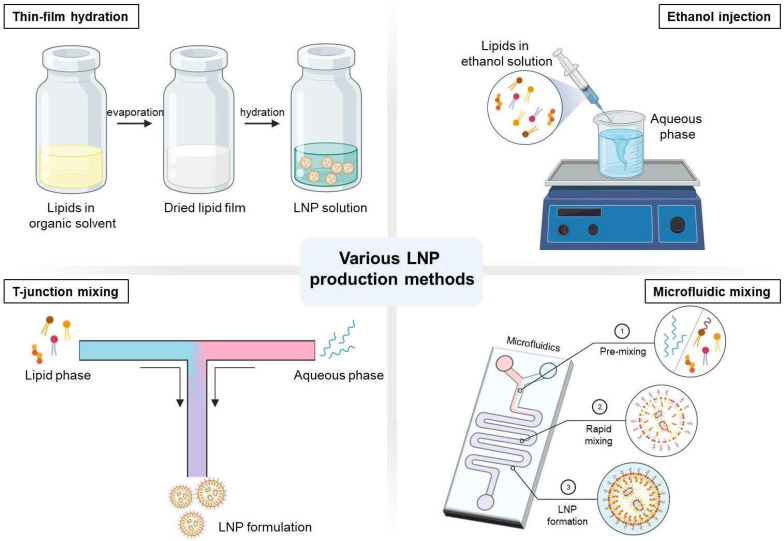 Thin-film hydration
evaporation
hydration
Lipids in
organic solvent
Dried lipid film
LNP solution
Ethanol injection
Lipids in
ethanol solution
Aqueous
phase
Various LNP
production methods
T-junction mixing
Lipid phase
Aqueous phase
LNP formulation
Microfluidic mixing
Microfluidics
1
Pre-mixing
2
Rapid
mixing
3
LNP
formation